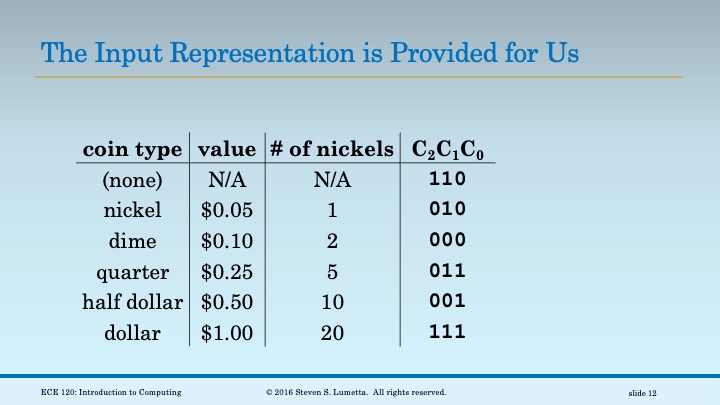 The Input Representation is Provided for Us
coin type value # of nickels C₂C₁C₀
(none) N/A N/A 110
nickel $0.05 1 010
dime $0.10 2 000
quarter $0.25 5 011
half dollar $0.50 10 001
dollar $1.00 20 111
ECE 120: Introduction to Computing © 2016 Steven S. Lumetta. All rights reserved. slide 12